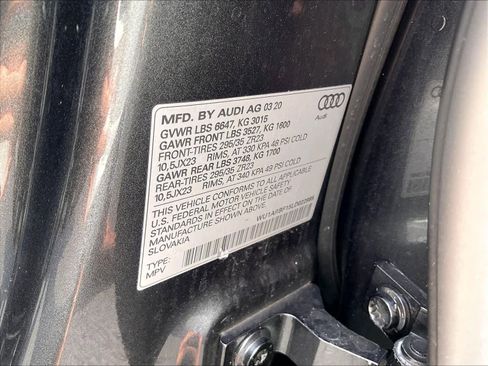 MFD. BY AUDI AG 03 20
GVWR LBS 6647, KG 3015
GAWR FRONT LBS 3527, KG 1600
FRONT-TIRES 295/35 ZR23
10,5JX23 RIMS, AT 330 KPA 48 PSI COLD
GAWR REAR LBS 3748, KG 1700
REAR-TIRES 295/35 ZR23
10,5JX23 RIMS, AT 340 KPA 49 PSI COLD
THIS VEHICLE CONFORMS TO ALL APPLICABLE
U.S. FEDERAL MOTOR VEHICLE SAFETY
STANDARDS IN EFFECT ON THE DATE OF
MANUFACTURE SHOWN ABOVE.
SLOVAKIA
TYPE:
MPV